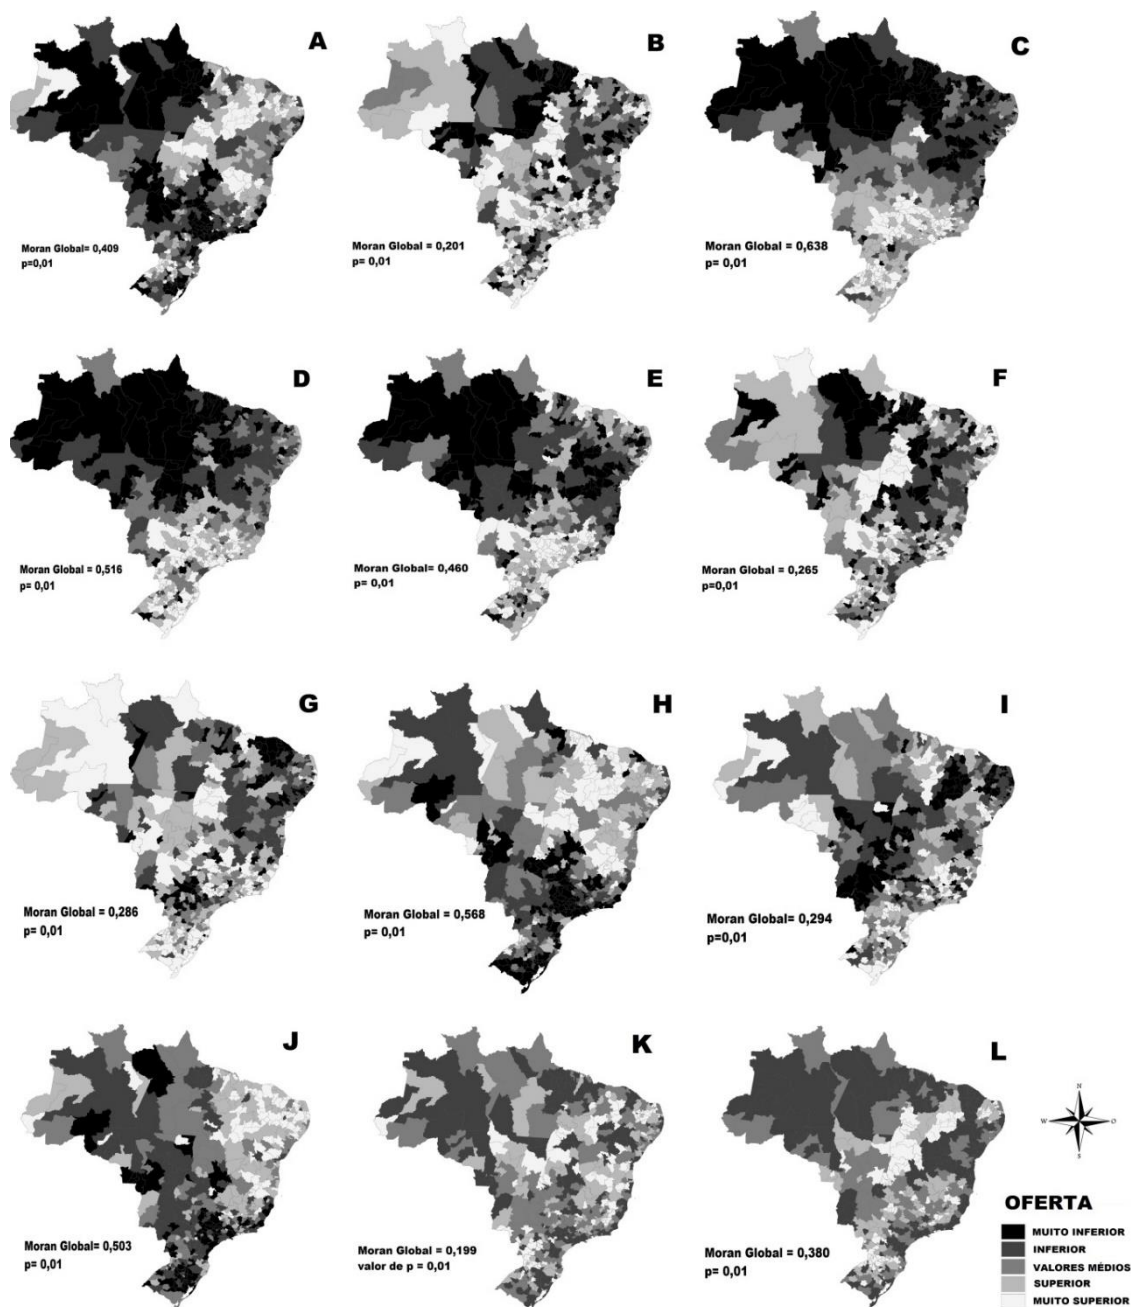 A
Moran Global= 0,409
p=0,01
B
Moran Global = 0,201
p= 0,01
C
Moran Global = 0,638
p= 0,01
D
Moran Global = 0,516
p= 0,01
E
Moran Global= 0,460
p= 0,01
F
Moran Global = 0,265
p=0,01
G
Moran Global = 0,286
p= 0,01
H
Moran Global = 0,568
p= 0,01
I
Moran Global= 0,294
p=0,01
J
Moran Global= 0,503
p= 0,01
K
Moran Global = 0,199
valor de p = 0,01
L
Moran Global = 0,380
p= 0,01
N
W
O
S
OFERTA
MUITO INFERIOR
INFERIOR
VALORES MÉDIOS
SUPERIOR
MUITO SUPERIOR